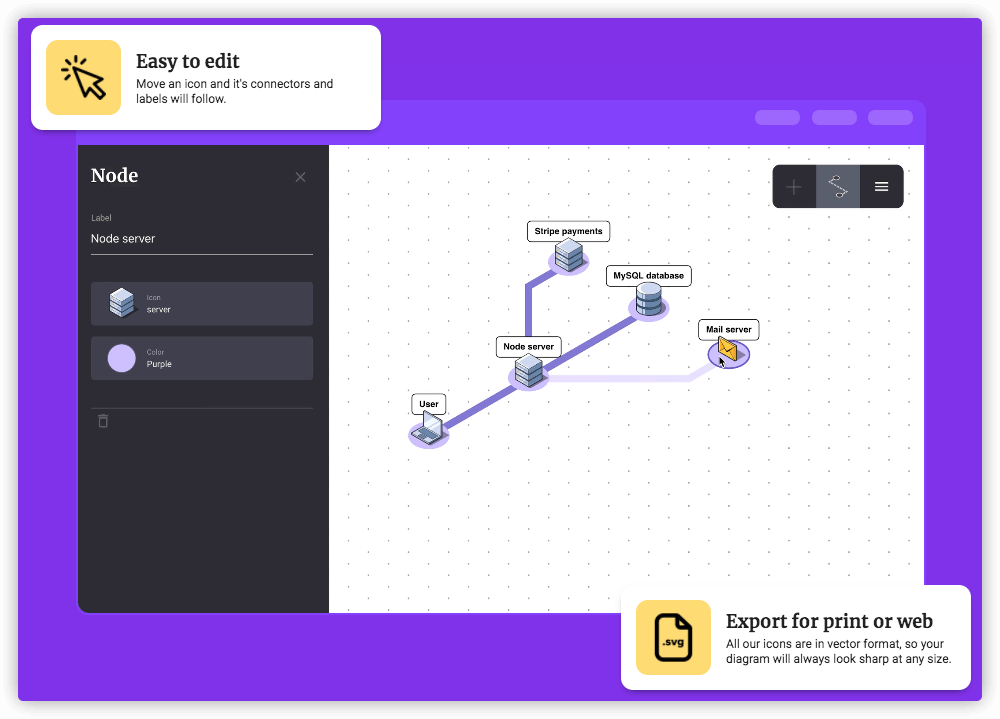 Easy to edit
Move an icon and it's connectors and
labels will follow.
Node
Label
Node server
Icon
server
Color
Purple
Stripe payments
MySQL database
Mail server
Node server
User
.svg
Export for print or web
All our icons are in vector format, so your
diagram will always look sharp at any size.